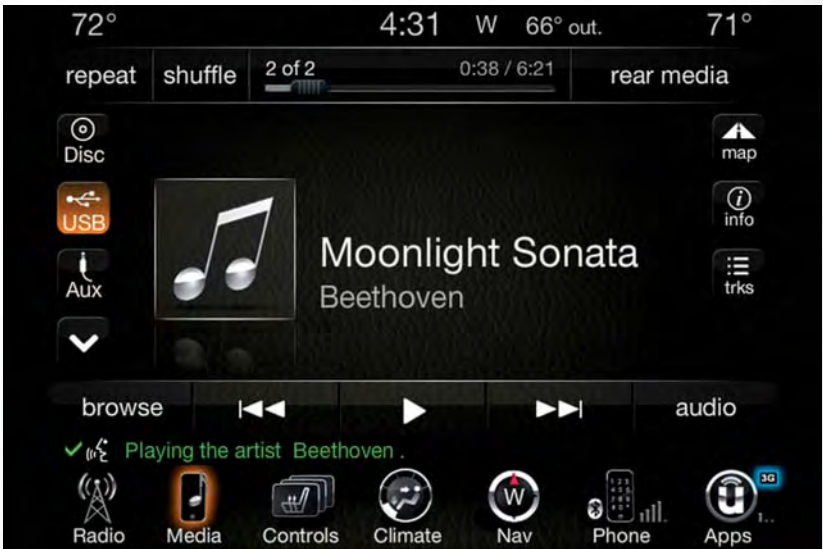 72° 4:31 W 66° out. 71°
repeat shuffle 2 of 2 0:38 / 6:21 rear media
Disc
map
USB
info
Moonlight Sonata
Beethoven
Aux
trks
browse audio
Playing the artist Beethoven .
W 3G
Radio Media Controls Climate Nav Phone Apps